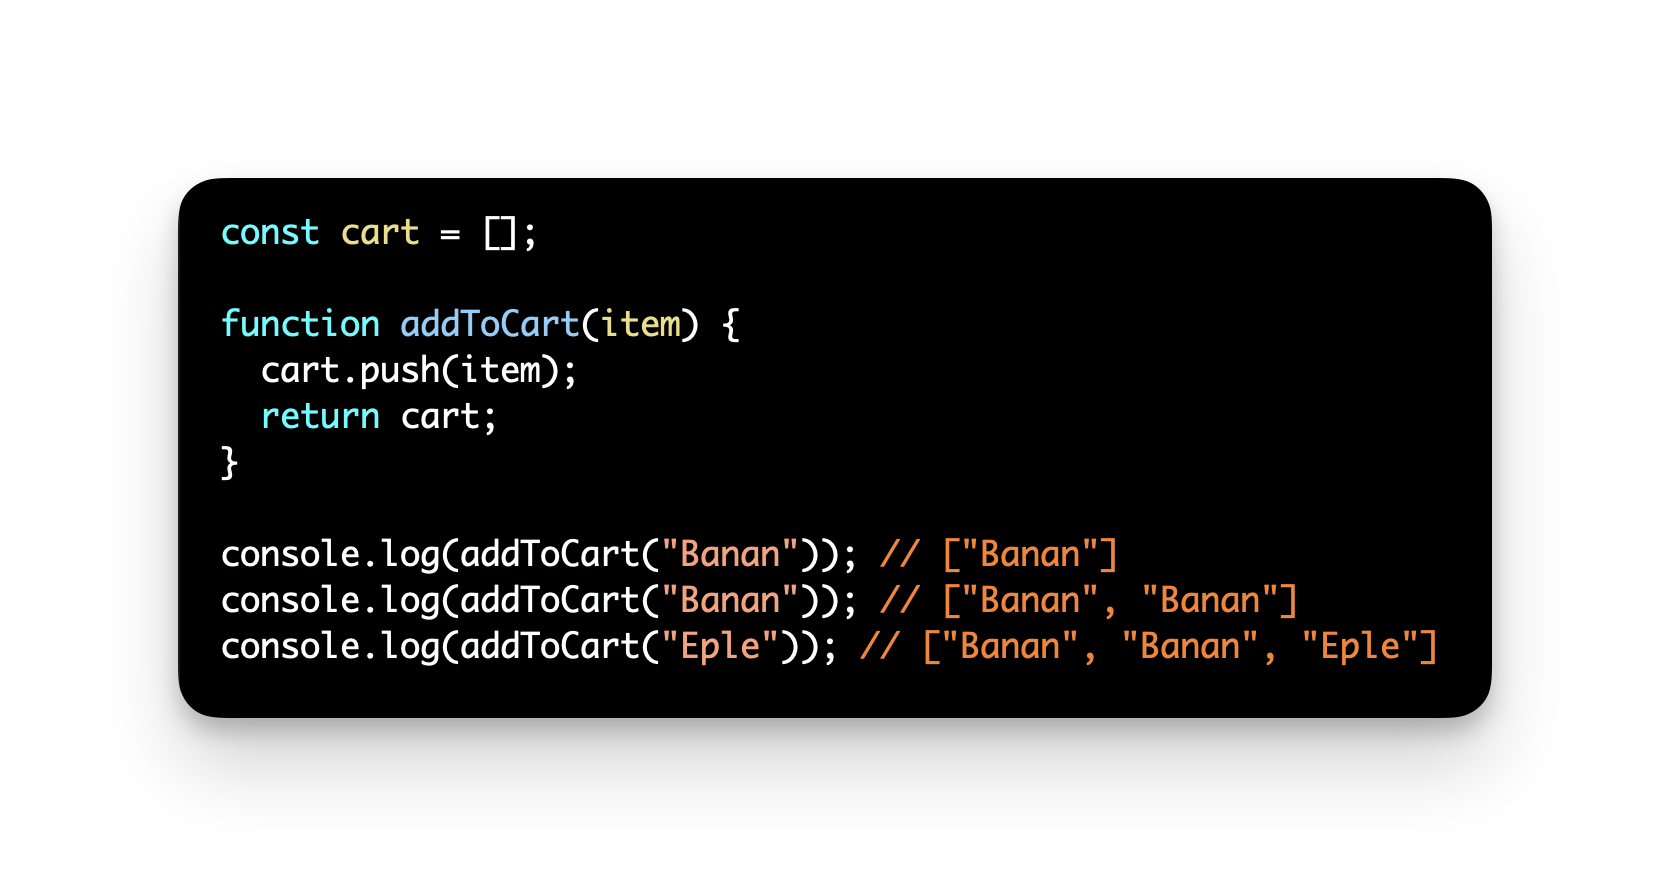 const cart = [];
function addToCart(item) {
  cart.push(item);
  return cart;
}
console.log(addToCart("Banan")); // ["Banan"]
console.log(addToCart("Banan")); // ["Banan", "Banan"]
console.log(addToCart("Eple")); // ["Banan", "Banan", "Eple"]